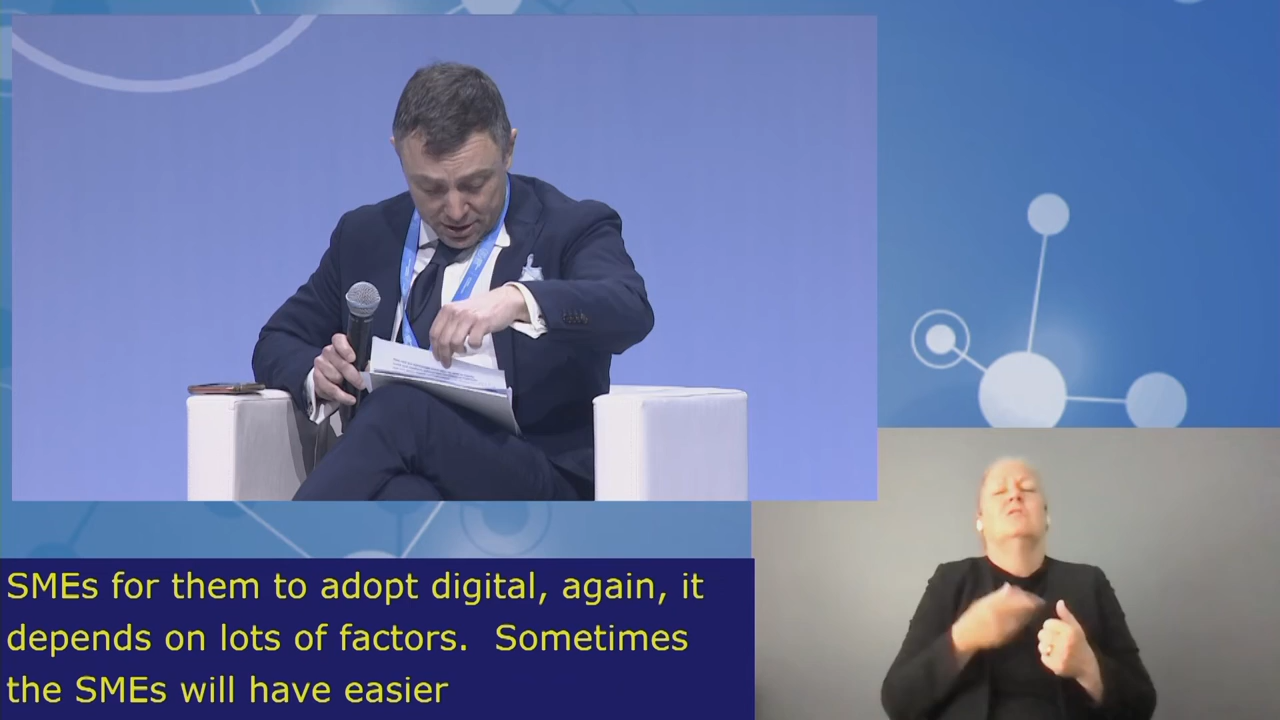 SMEs for them to adopt digital, again, it
depends on lots of factors.  Sometimes
the SMEs will have easier